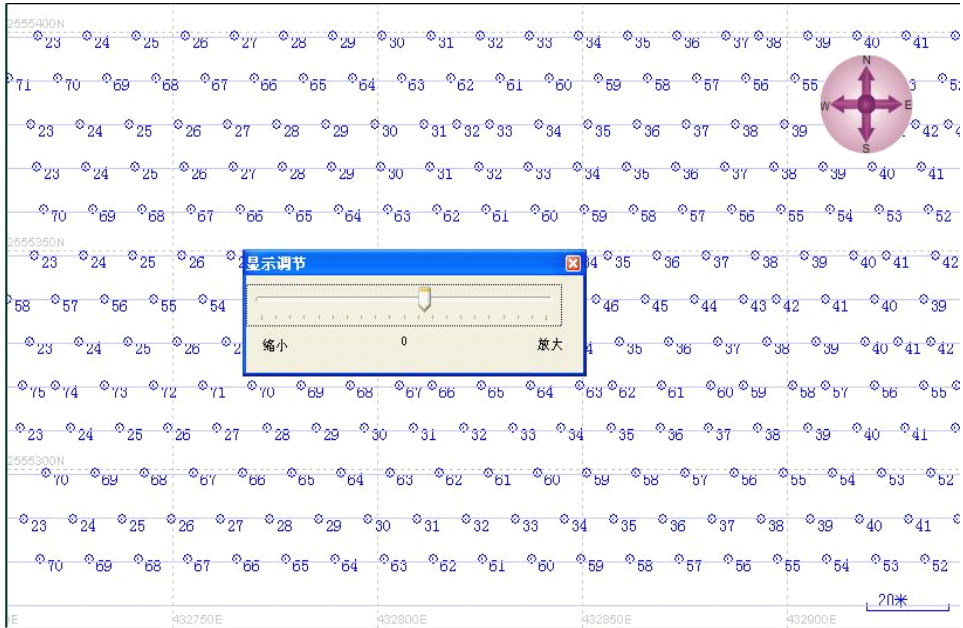 2555400N
23 24 25 26 27 28 29 30 31 32 33 34 35 36 37 38 39 40 41
N
71 70 69 68 67 66 65 64 63 62 61 60 59 58 57 56 55
W E
23 24 25 26 27 28 29 30 31 32 33 34 35 36 37 38 39 42
S
23 24 25 26 27 28 29 30 31 32 33 34 35 36 37 38 39 40 41
70 69 68 67 66 65 64 63 62 61 60 59 58 57 56 55 54 53 52
2555350N
23 24 25 26 35 36 37 38 39 40 41 42
显示调节
58 57 56 55 54 46 45 44 43 42 41 40 39
23 24 25 26 35 36 37 38 39 40 41 42
缩小 0 放大
75 74 73 72 71 70 69 68 67 66 65 64 63 62 61 60 59 58 57 56 55
23 24 25 26 27 28 29 30 31 32 33 34 35 36 37 38 39 40 41
2555300N
70 69 68 67 66 65 64 63 62 61 60 59 58 57 56 55 54 53 52
23 24 25 26 27 28 29 30 31 32 33 34 35 36 37 38 39 40 41
70 69 68 67 66 65 64 63 62 61 60 59 58 57 56 55 54 53 52
20米
432750E 432800E 432850E 432900E